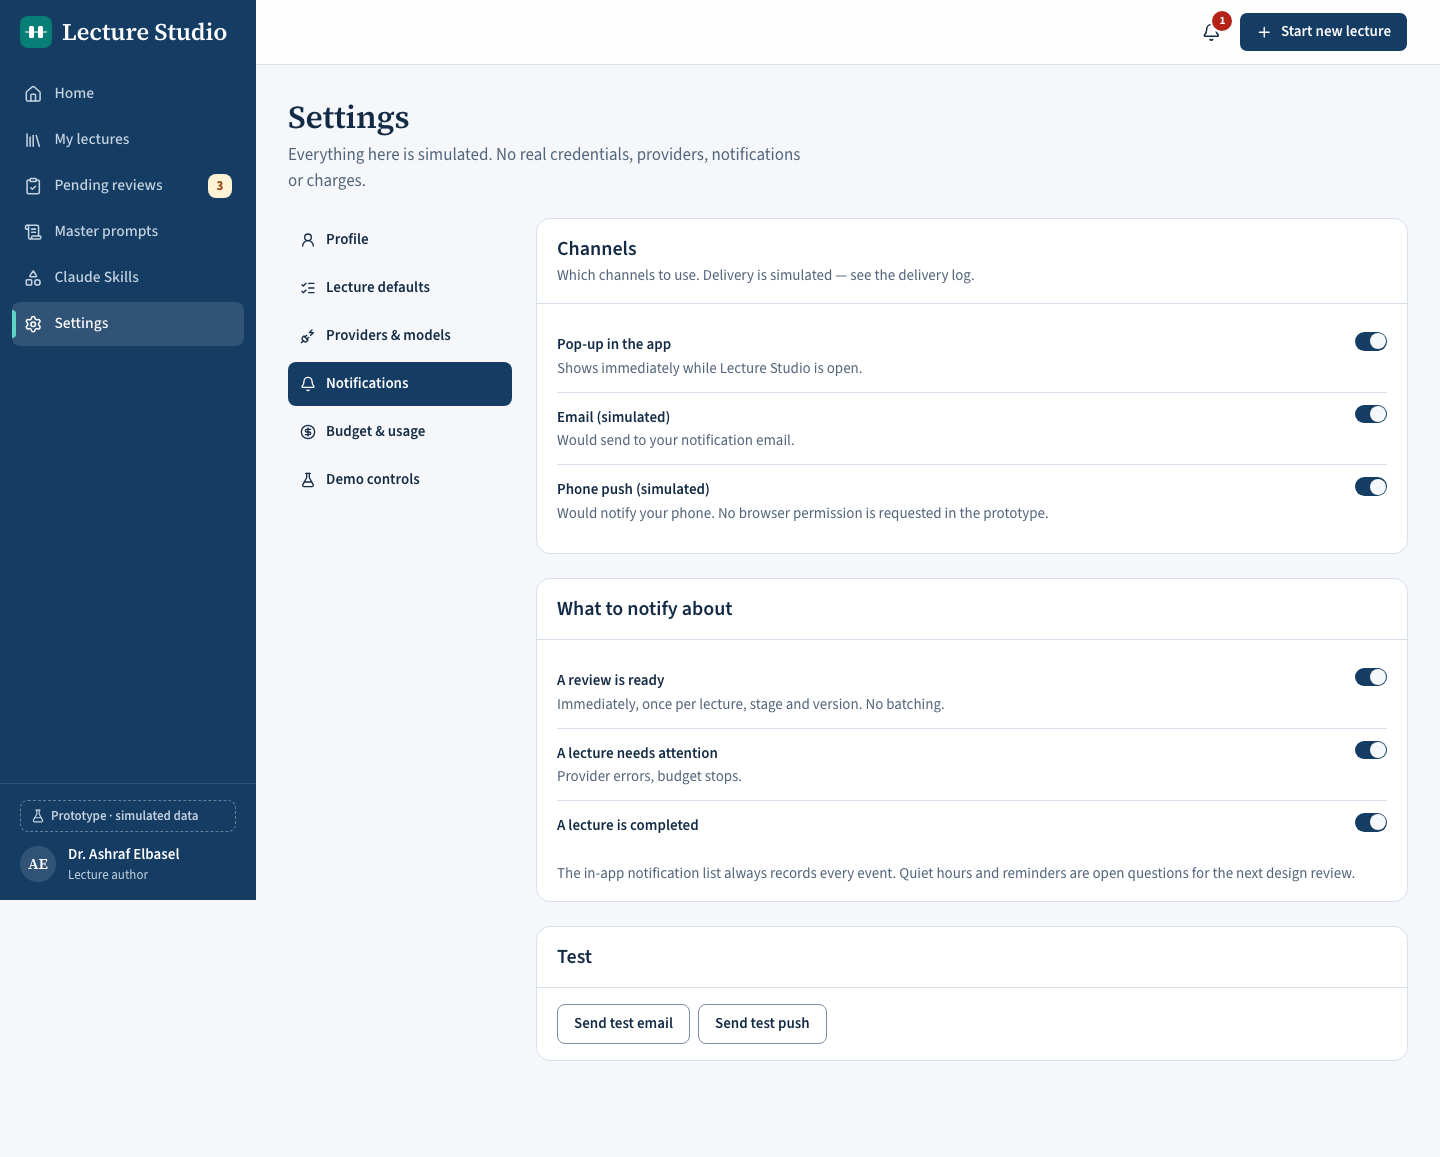 Lecture Studio
Home
My lectures
Pending reviews 3
Master prompts
Claude Skills
Settings
Prototype · simulated data
AE
Dr. Ashraf Elbasel
Lecture author
1
Start new lecture
Settings
Everything here is simulated. No real credentials, providers, notifications
or charges.
Profile
Lecture defaults
Providers & models
Notifications
Budget & usage
Demo controls
Channels
Which channels to use. Delivery is simulated — see the delivery log.
Pop-up in the app
Shows immediately while Lecture Studio is open.
Email (simulated)
Would send to your notification email.
Phone push (simulated)
Would notify your phone. No browser permission is requested in the prototype.
What to notify about
A review is ready
Immediately, once per lecture, stage and version. No batching.
A lecture needs attention
Provider errors, budget stops.
A lecture is completed
The in-app notification list always records every event. Quiet hours and reminders are open questions for the next design review.
Test
Send test email
Send test push